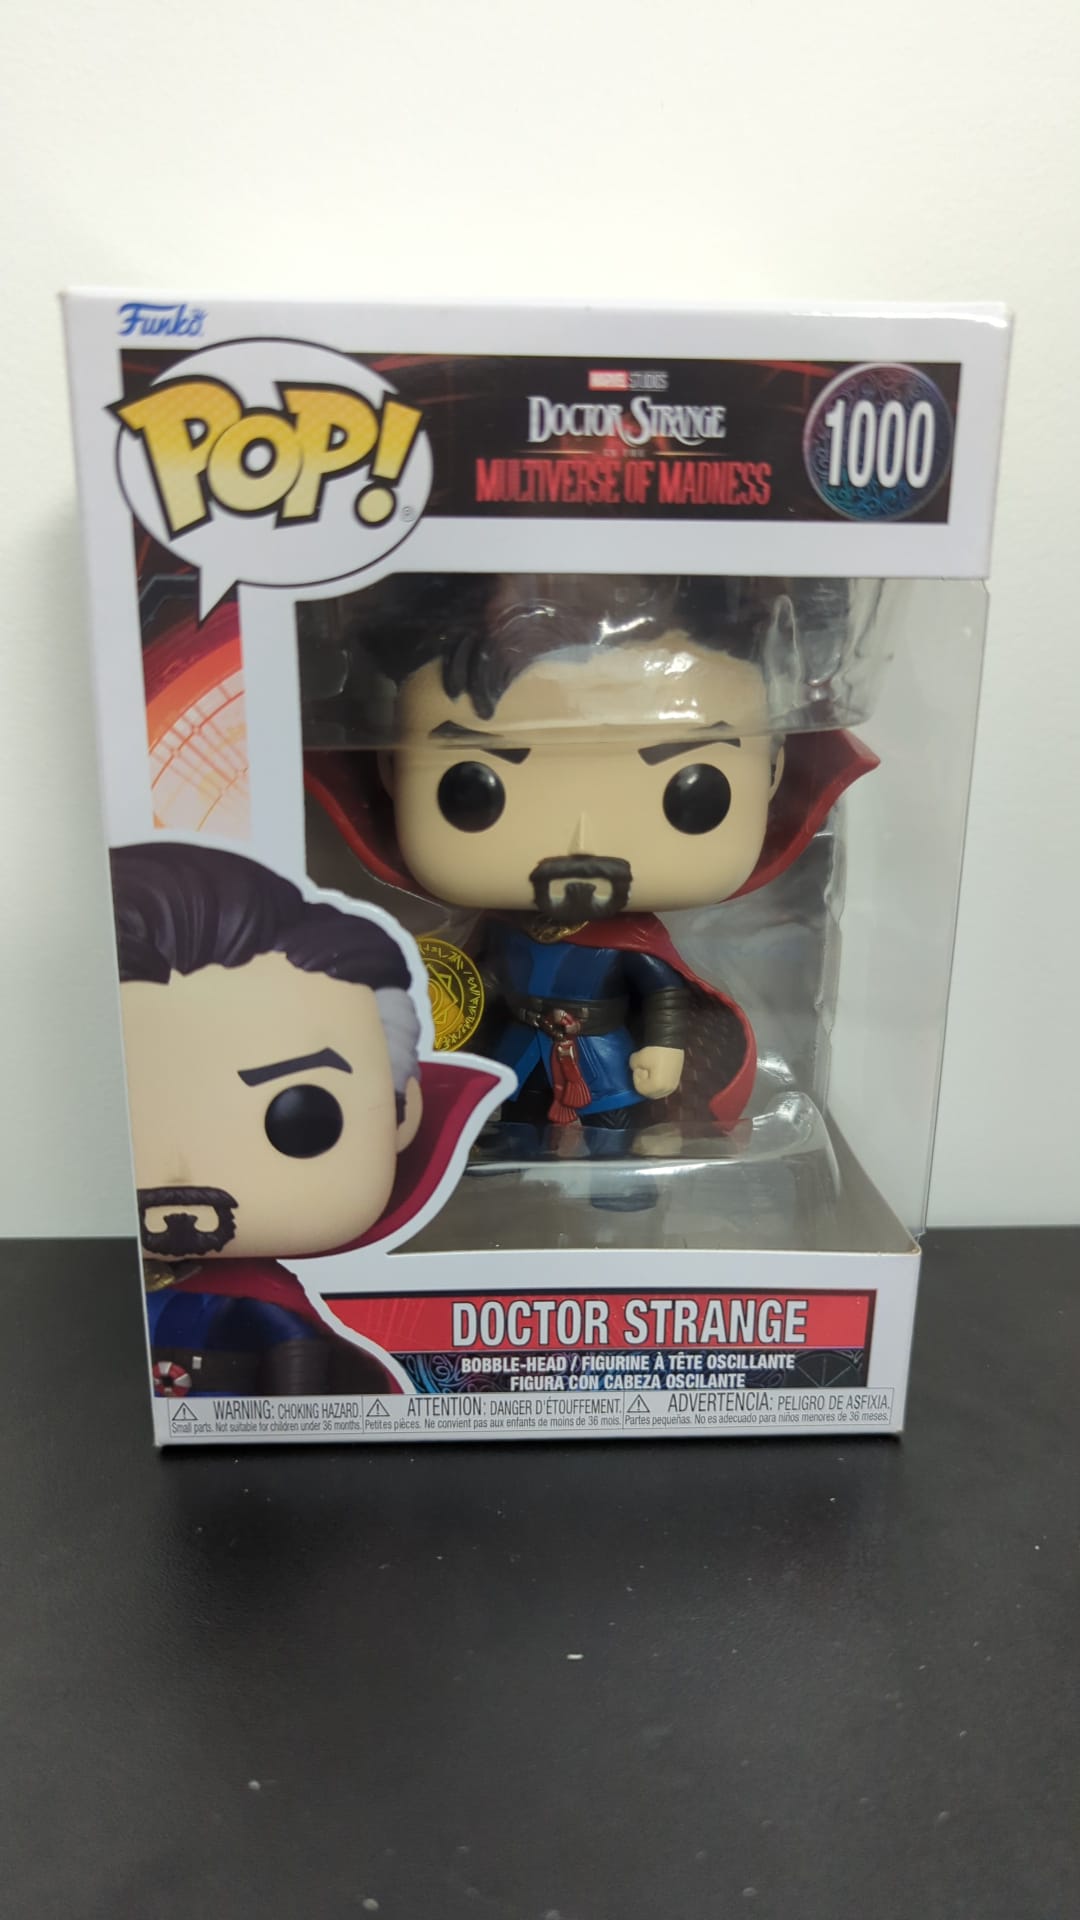 Funko
POP!
MARVEL STUDIOS
DOCTOR STRANGE
IN THE
MULTIVERSE OF MADNESS
1000
DOCTOR STRANGE
BOBBLE-HEAD / FIGURINE À TÊTE OSCILLANTE
FIGURA CON CABEZA OSCILANTE
WARNING: CHOKING HAZARD.
Small parts. Not suitable for children under 36 months.
ATTENTION: DANGER D'ÉTOUFFEMENT.
Petites pièces. Ne convient pas aux enfants de moins de 36 mois.
ADVERTENCIA: PELIGRO DE ASFIXIA.
Partes pequeñas. No es adecuado para niños menores de 36 meses.